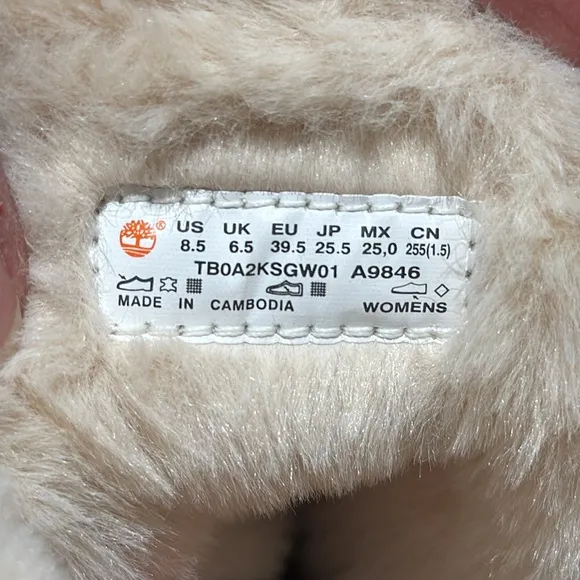 ® US UK EU JP MX CN
8.5 6.5 39.5 25.5 25,0 255(1.5)
TB0A2KSGW01 A9846
MADE IN CAMBODIA WOMÈNS